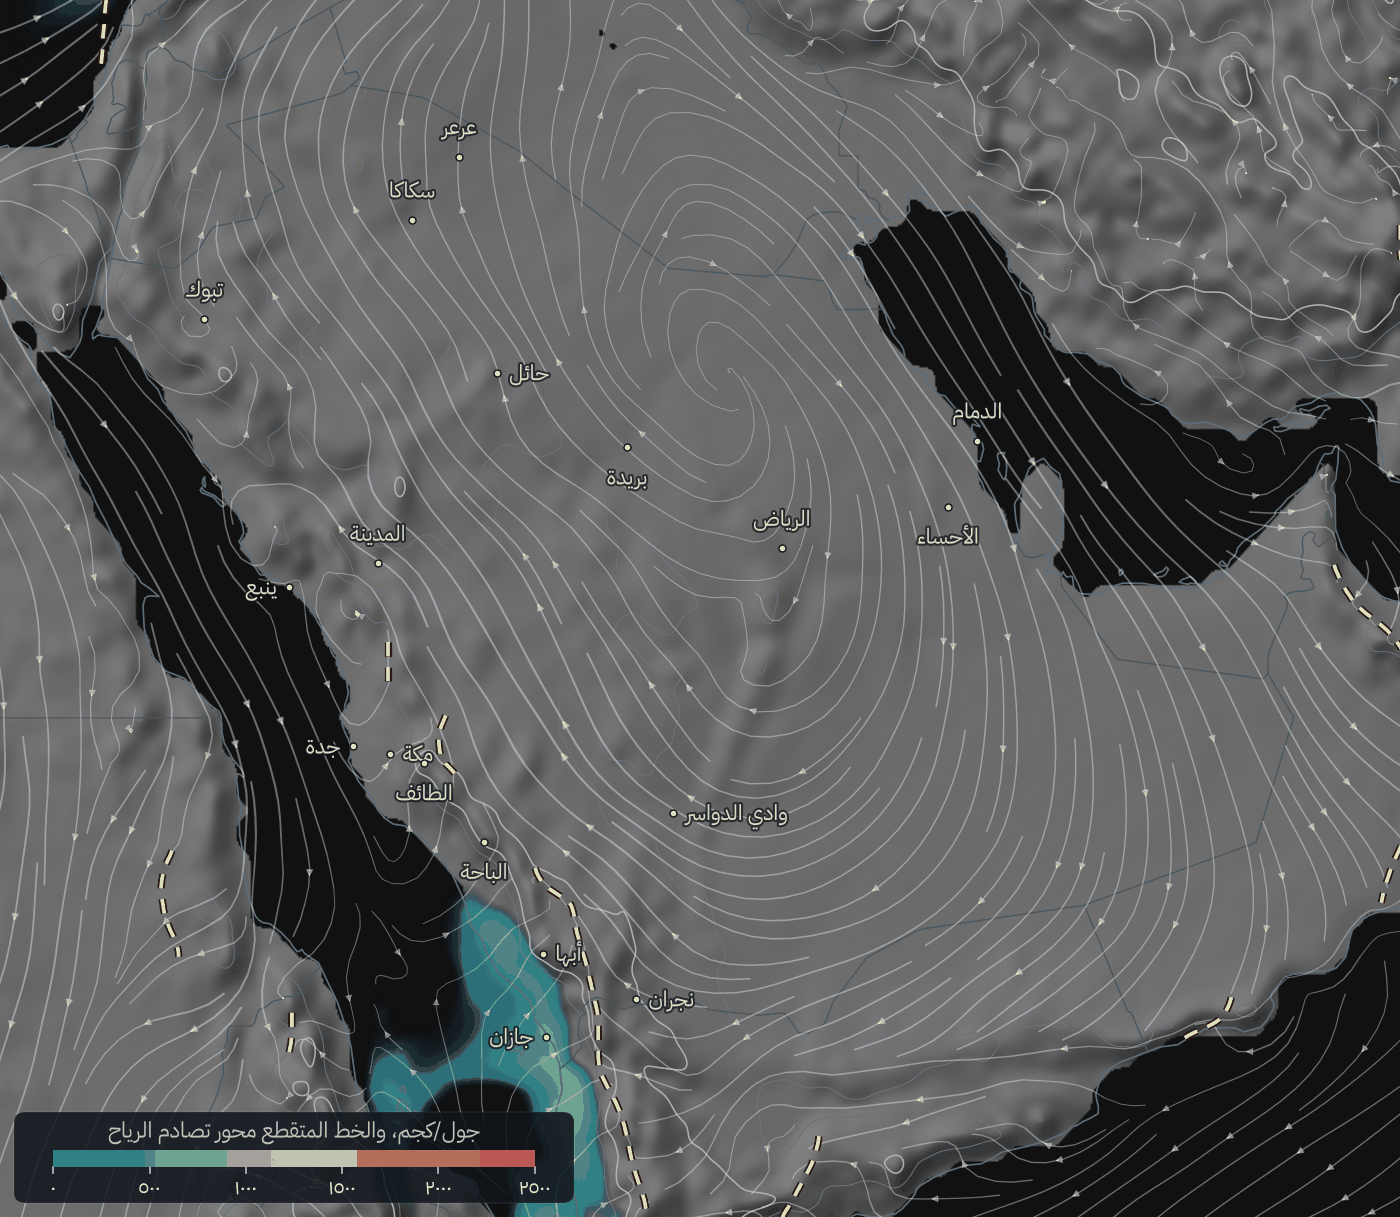 عرعر
سكاكا
تبوك
حائل
الدمام
بريدة
الرياض
الأحساء
المدينة
ينبع
جدة
مكة
الطائف
وادي الدواسر
الباحة
أبها
نجران
جازان
جول/كجم، والخط المتقطع محور تصادم الرياح
٠ ٥٠٠ ١٠٠٠ ١٥٠٠ ٢٠٠٠ ٢٥٠٠